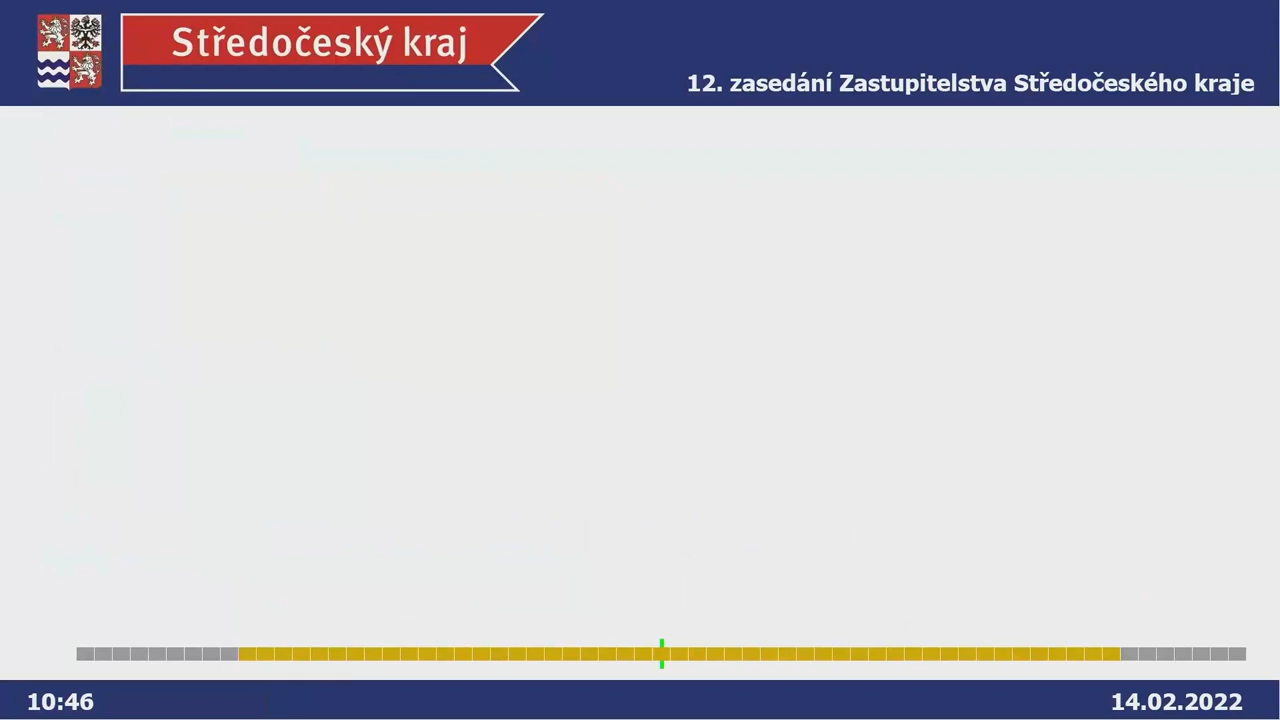 Středočeský kraj
12. zasedání Zastupitelstva Středočeského kraje
10:46
14.02.2022